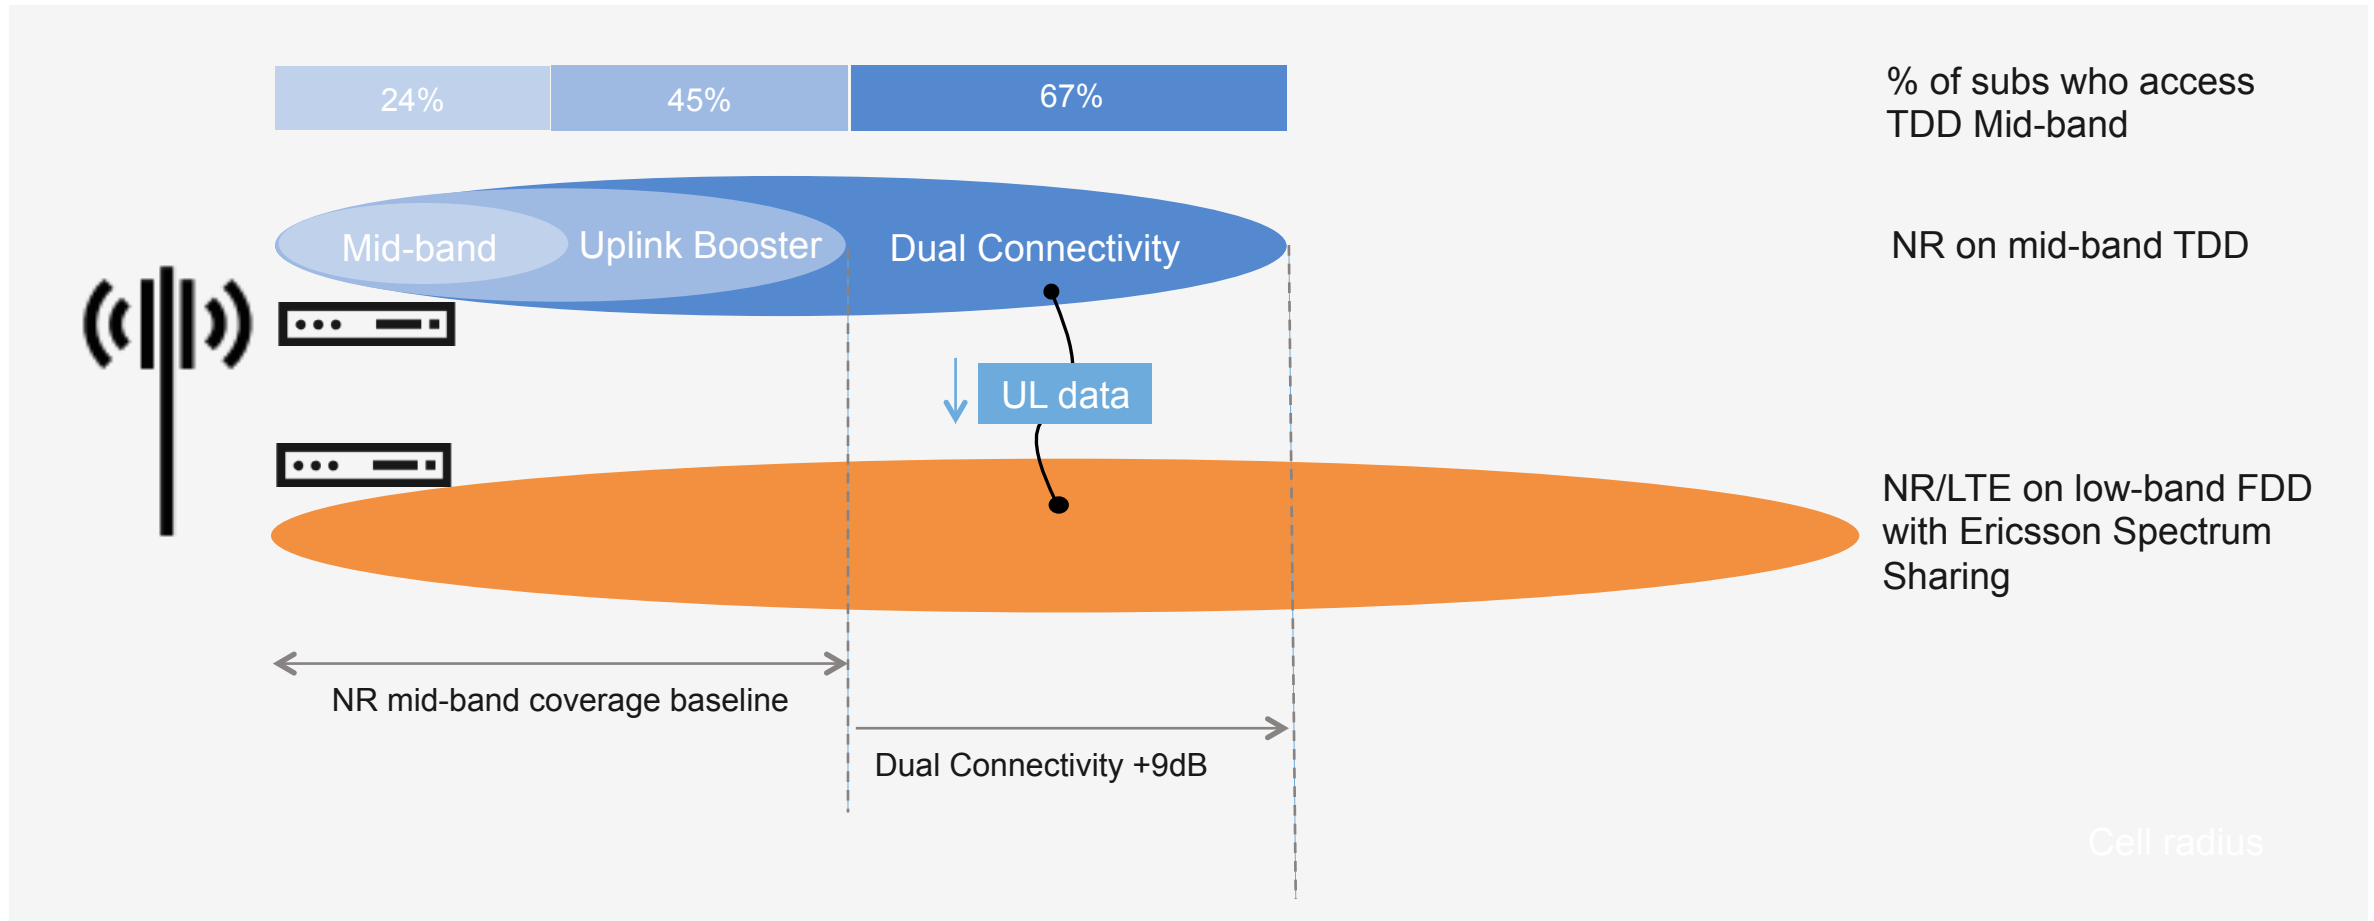 24%
45%
67%
% of subs who access
TDD Mid-band
Mid-band
Uplink Booster
Dual Connectivity
NR on mid-band TDD
UL data
NR/LTE on low-band FDD
with Ericsson Spectrum
Sharing
NR mid-band coverage baseline
Dual Connectivity +9dB
Cell radius